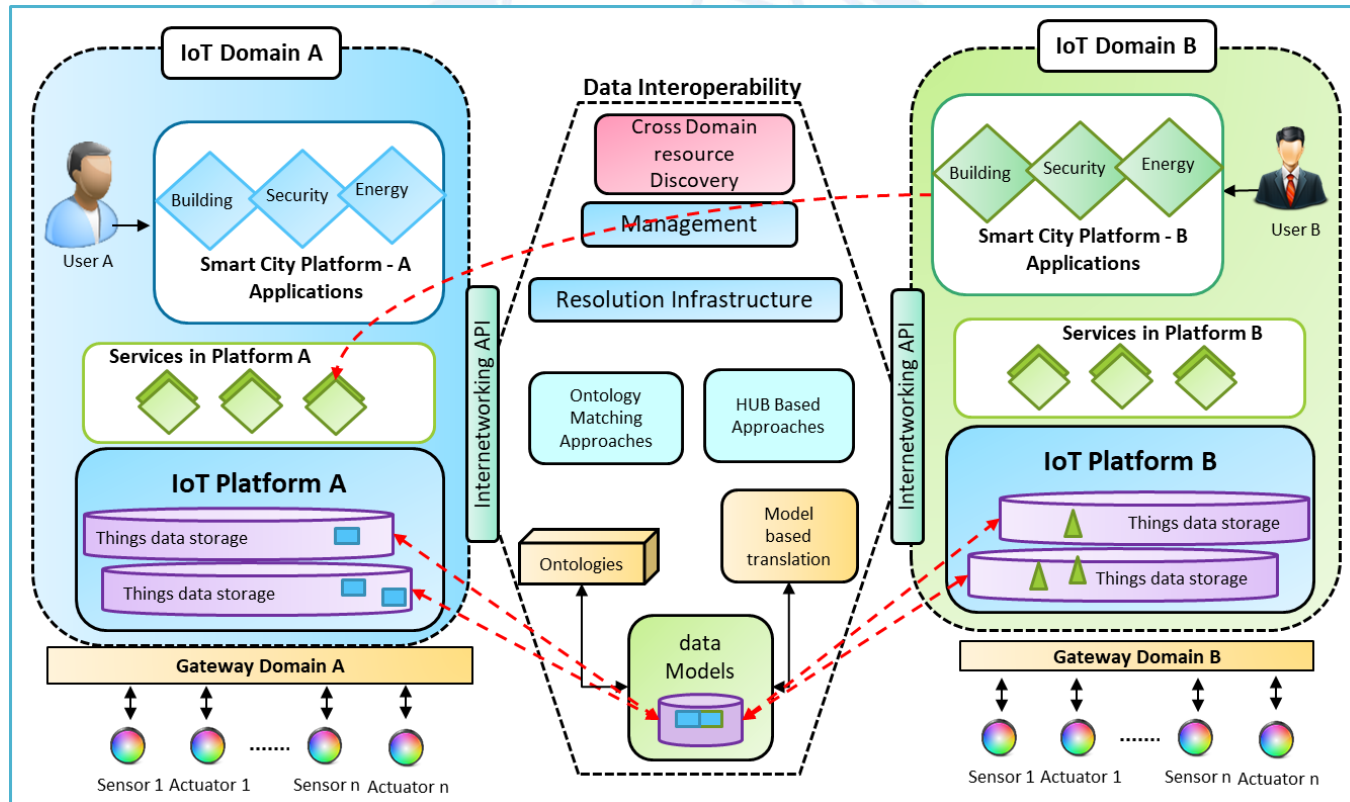 IoT Domain A
User A
Building
Security
Energy
Smart City Platform - A
Applications
Services in Platform A
IoT Platform A
Things data storage
Things data storage
Gateway Domain A
.......
Sensor 1
Actuator 1
Sensor n
Actuator n
Internetworking API
Data Interoperability
Cross Domain
resource
Discovery
Management
Resolution Infrastructure
Ontology
Matching
Approaches
HUB Based
Approaches
Ontologies
Model
based
translation
data
Models
Internetworking API
IoT Domain B
Building
Security
Energy
Smart City Platform - B
Applications
User B
Services in Platform B
IoT Platform B
Things data storage
Things data storage
Gateway Domain B
.......
Sensor 1
Actuator 1
Sensor n
Actuator n